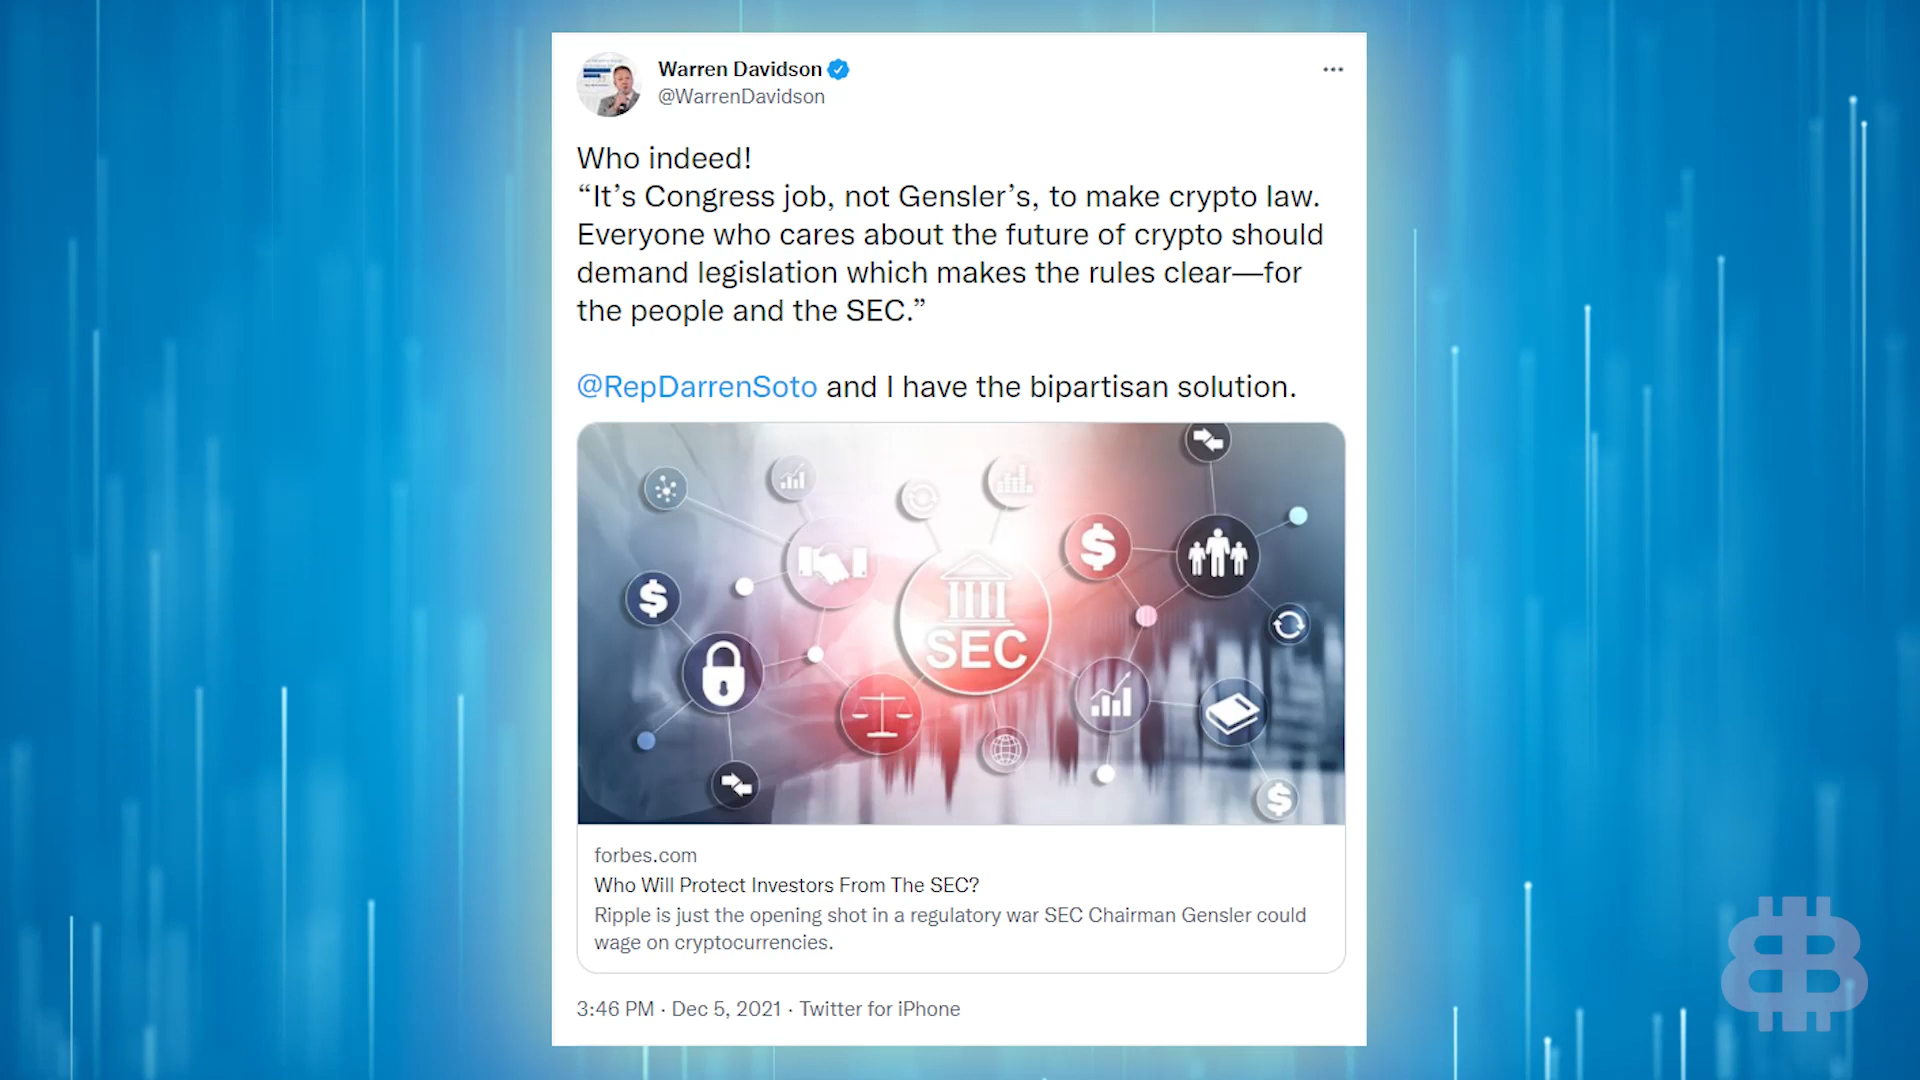 Warren Davidson
@WarrenDavidson
Who indeed!
“It’s Congress job, not Gensler’s, to make crypto law.
Everyone who cares about the future of crypto should
demand legislation which makes the rules clear—for
the people and the SEC.”
@RepDarrenSoto and I have the bipartisan solution.
SEC
forbes.com
Who Will Protect Investors From The SEC?
Ripple is just the opening shot in a regulatory war SEC Chairman Gensler could
wage on cryptocurrencies.
3:46 PM · Dec 5, 2021 · Twitter for iPhone